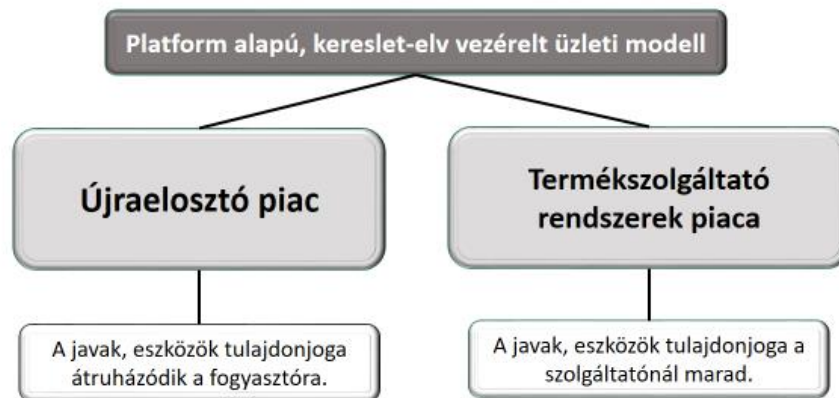 Platform alapú, kereslet-elv vezérelt üzleti modell
Újraelosztó piac
Termékszolgáltató
rendszerek piaca
A javak, eszközök tulajdonjoga
átruházódik a fogyasztóra.
A javak, eszközök tulajdonjoga a
szolgáltatónál marad.